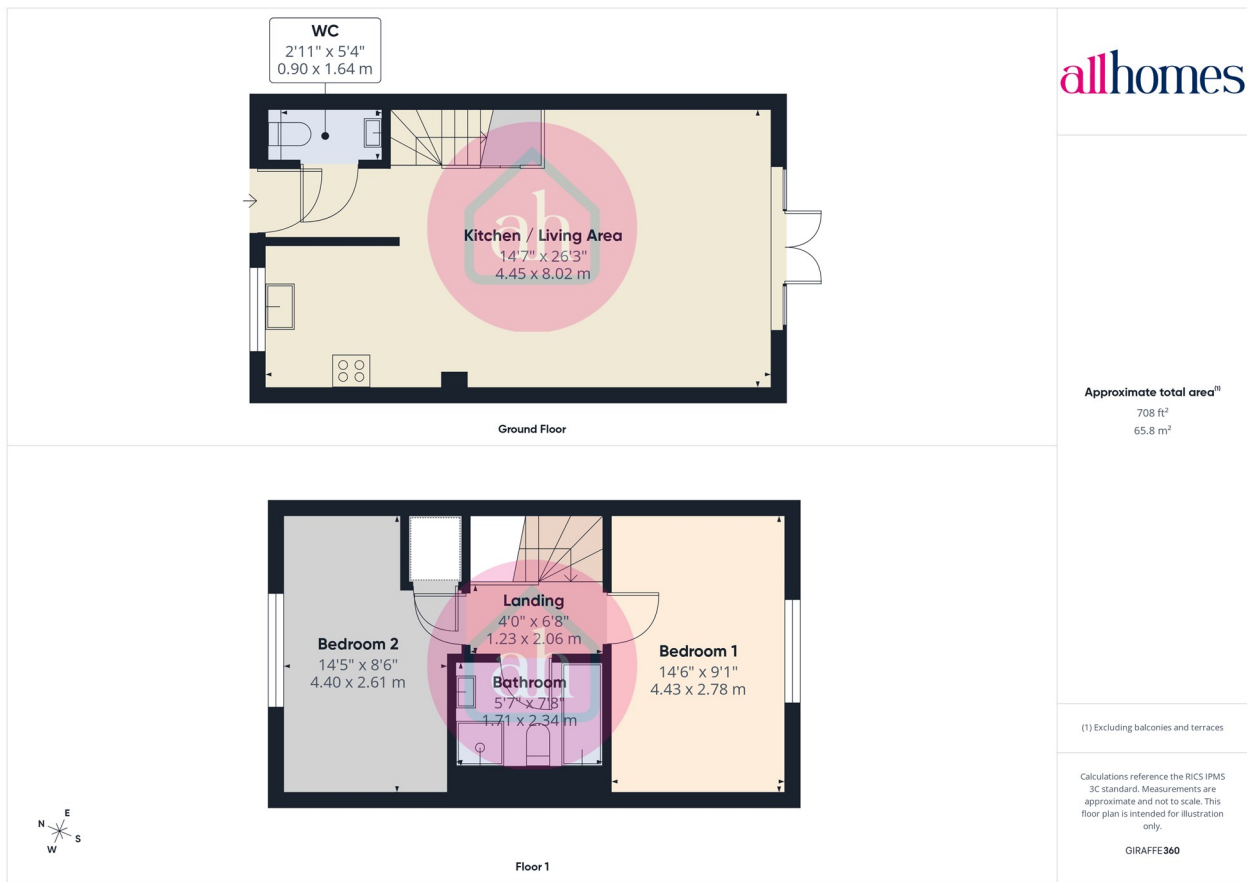 WC
2'11" x 5'4"
0.90 x 1.64 m
allhomes
ah
Kitchen / Living Area
14'7" x 26'3"
4.45 x 8.02 m
Ground Floor
Approximate total area(1)
708 ft²
65.8 m²
Landing
4'0" x 6'8"
1.23 x 2.06 m
Bedroom 2
14'5" x 8'6"
4.40 x 2.61 m
Bedroom 1
14'6" x 9'1"
4.43 x 2.78 m
ah
Bathroom
5'7" x 7'8"
1.71 x 2.34 m
(1) Excluding balconies and terraces
Calculations reference the RICS IPMS
3C standard. Measurements are
approximate and not to scale. This
floor plan is intended for illustration
only.
GIRAFFE360
E
N
S
W
Floor 1